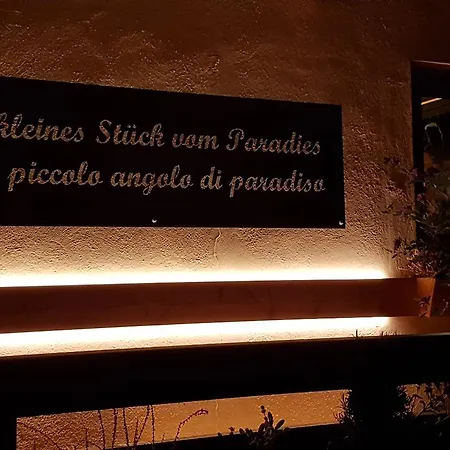 kleines Stück vom Paradies
piccolo angolo di paradiso